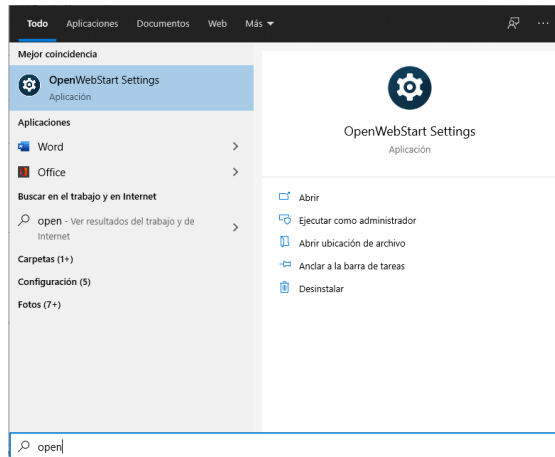 Todo Aplicaciones Documentos Web Más
Mejor coincidencia
OpenWebStart Settings
Aplicación
Aplicaciones
Word
Office
Buscar en el trabajo y en Internet
open - Ver resultados del trabajo y de
Internet
Carpetas (1+)
Configuración (5)
Fotos (7+)
OpenWebStart Settings
Aplicación
Abrir
Ejecutar como administrador
Abrir ubicación de archivo
Anclar a la barra de tareas
Desinstalar
open